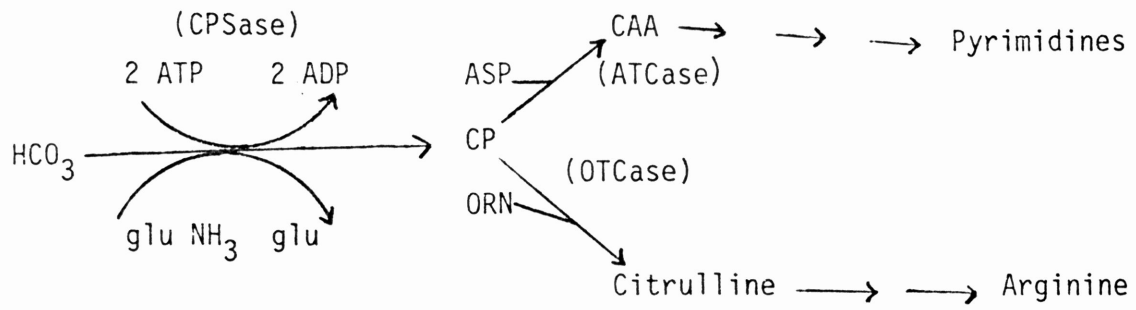 (CPSase)
2 ATP 2 ADP
HCO3
glu NH3 glu
CP
ASP
CAA
(ATCase)
Pyrimidines
(OTCase)
ORN
Citrulline
Arginine